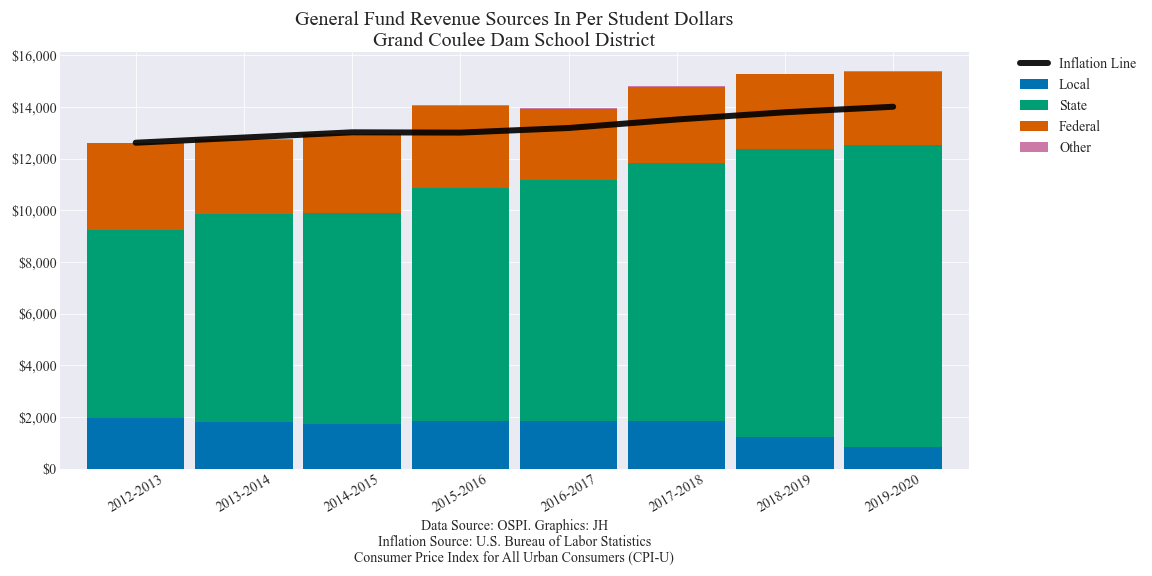 General Fund Revenue Sources In Per Student Dollars
Grand Coulee Dam School District
$16,000
$14,000
$12,000
$10,000
$8,000
$6,000
$4,000
$2,000
$0
Inflation Line
Local
State
Federal
Other
2012-2013
2013-2014
2014-2015
2015-2016
2016-2017
2017-2018
2018-2019
2019-2020
Data Source: OSPI. Graphics: JH
Inflation Source: U.S. Bureau of Labor Statistics
Consumer Price Index for All Urban Consumers (CPI-U)